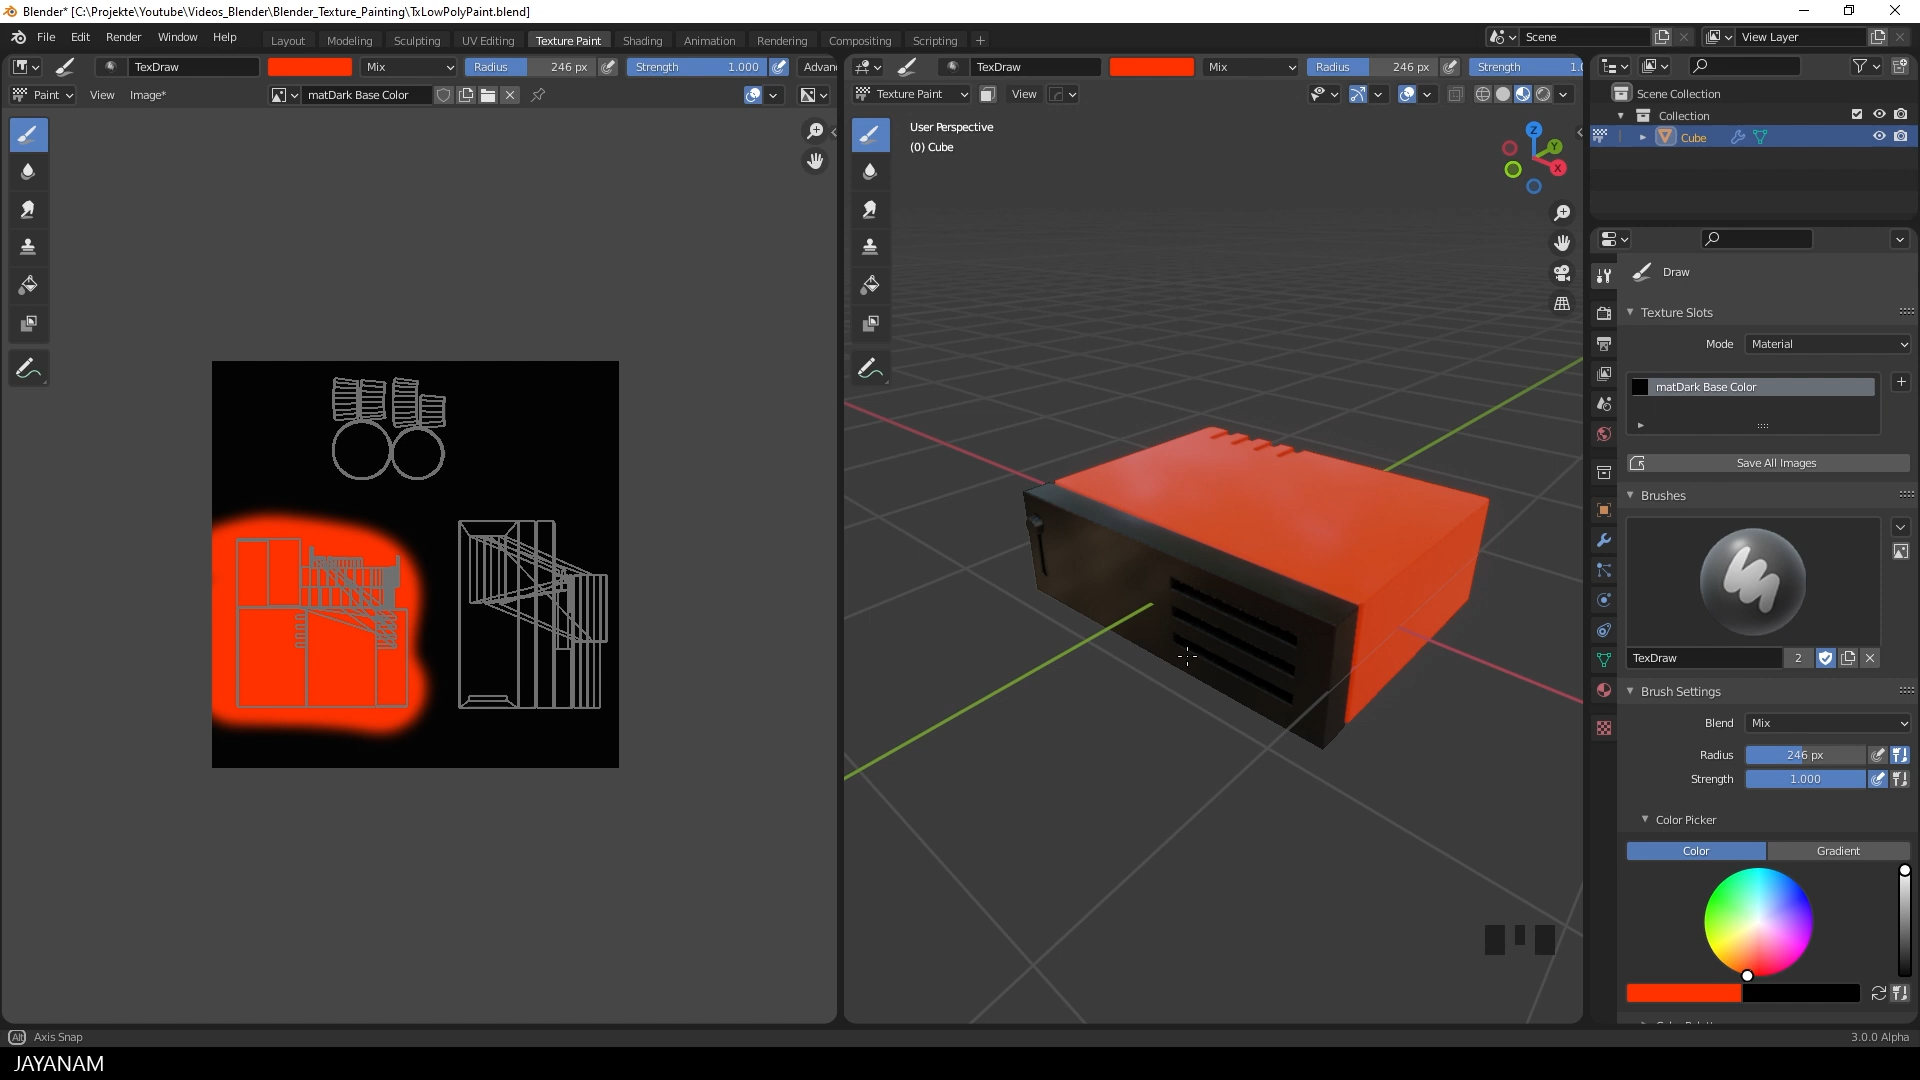 Blender* [C:\Projekte\Youtube\Videos_Blender\Blender_Texture_Painting\TxLowPolyPaint.blend]
File Edit Render Window Help Layout Modeling Sculpting UV Editing Texture Paint Shading Animation Rendering Compositing Scripting + Scene View Layer
TexDraw Mix Radius 246 px Strength 1.000 TexDraw Mix Radius 246 px Strength
Paint View Image* matDark Base Color Texture Paint View
Scene Collection
Collection
Cube
User Perspective
(0) Cube
Z
Y
X
Draw
Texture Slots
Mode Material
matDark Base Color
Save All Images
Brushes
TexDraw 2
Brush Settings
Blend Mix
Radius 246 px
Strength 1.000
Color Picker
Color Gradient
Alt Axis Snap 3.0.0 Alpha
JAYANAM